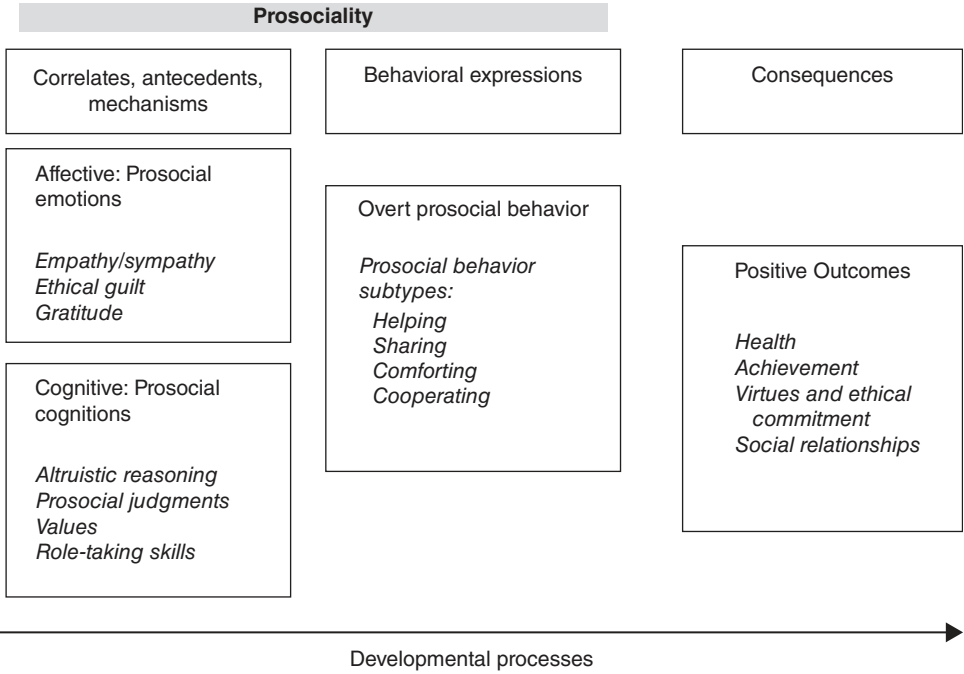 Prosociality
Correlates, antecedents,
mechanisms
Behavioral expressions
Consequences
Affective: Prosocial
emotions
Empathy/sympathy
Ethical guilt
Gratitude
Cognitive: Prosocial
cognitions
Altruistic reasoning
Prosocial judgments
Values
Role-taking skills
Overt prosocial behavior
Prosocial behavior
subtypes:
Helping
Sharing
Comforting
Cooperating
Positive Outcomes
Health
Achievement
Virtues and ethical
commitment
Social relationships
Developmental processes